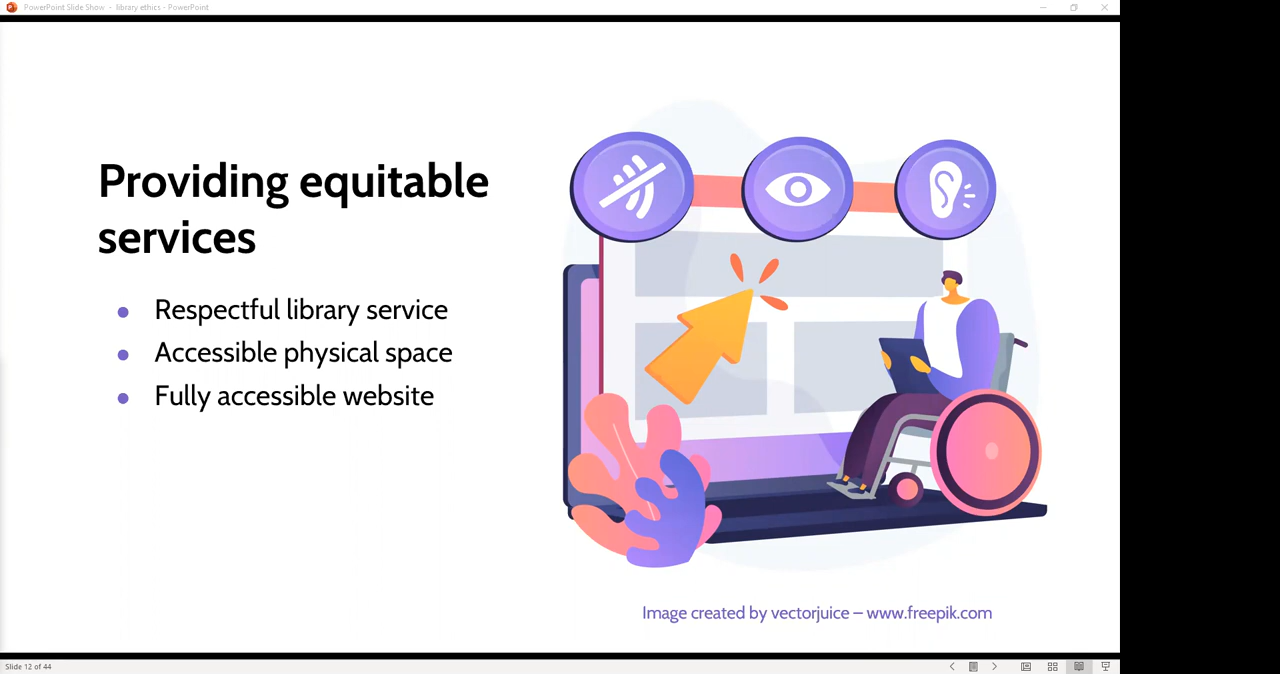 PowerPoint Slide Show - library ethics - PowerPoint
Providing equitable
services
Respectful library service
Accessible physical space
Fully accessible website
Image created by vectorjuice – www.freepik.com
Slide 12 of 44